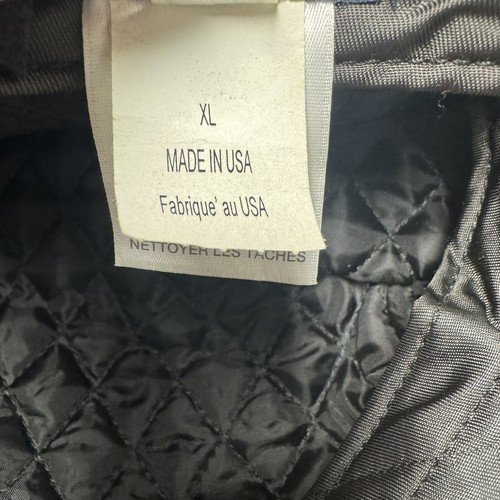 XL
MADE IN USA
Fabrique' au USA
NETTOYER LES TACHES